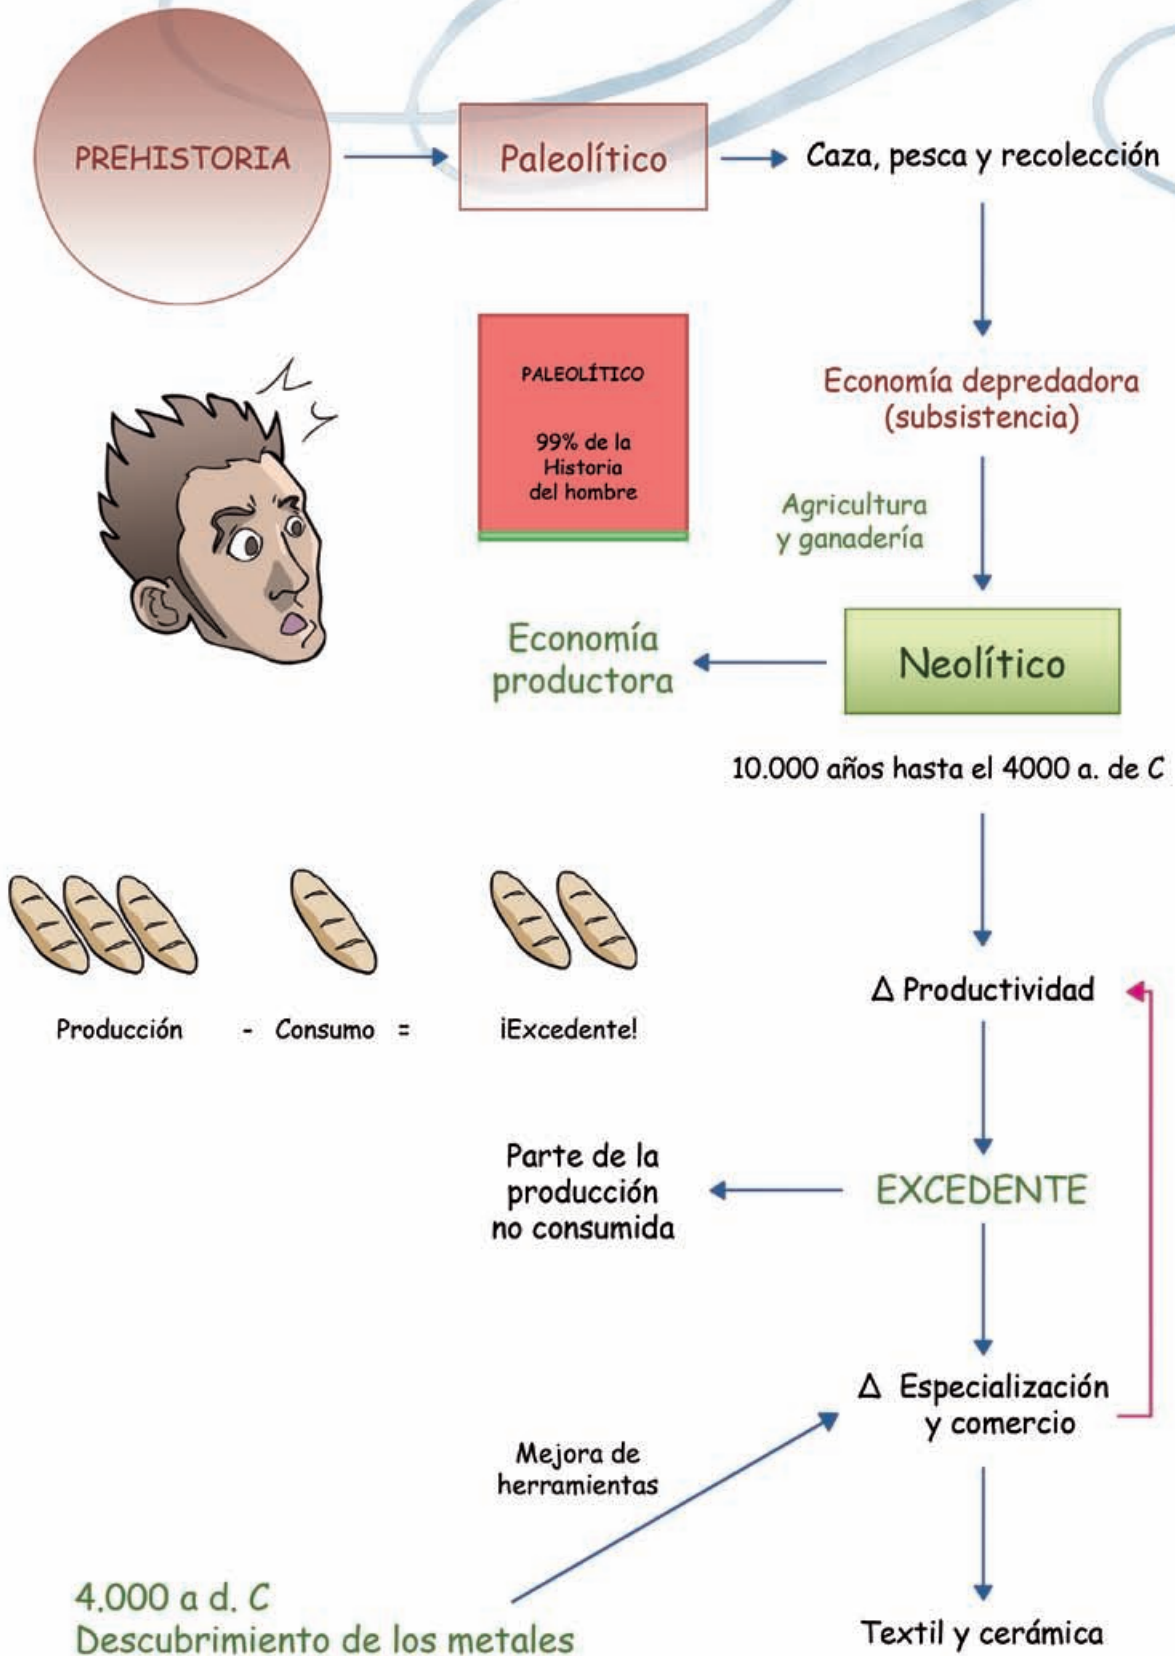 PREHISTORIA
Paleolítico
Caza, pesca y recolección
PALEOLÍTICO
99% de la
Historia
del hombre
Economía depredadora
(subsistencia)
Agricultura
y ganadería
Economía
productora
Neolítico
10.000 años hasta el 4000 a. de C
Producción - Consumo = ¡Excedente!
Δ Productividad
Parte de la
producción
no consumida
EXCEDENTE
Δ Especialización
y comercio
Mejora de
herramientas
4.000 a d. C
Descubrimiento de los metales
Textil y cerámica